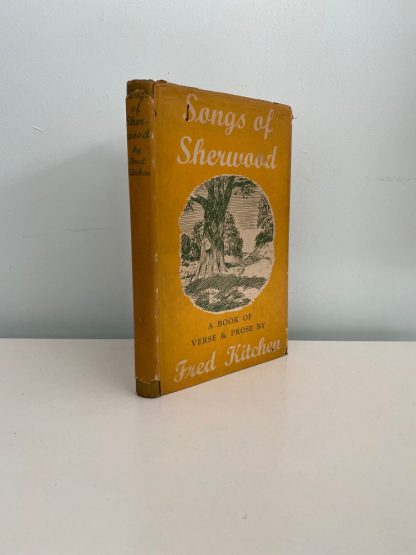 Songs
of
Sher-
wood
by
Fred
Kitchen
Songs of
Sherwood
A BOOK OF
VERSE & PROSE BY
Fred Kitchen